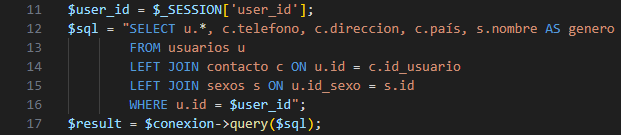 11 $user_id = $_SESSION['user_id'];
12 $sql = "SELECT u.*, c.telefono, c.direccion, c.país, s.nombre AS genero
13 FROM usuarios u
14 LEFT JOIN contacto c ON u.id = c.id_usuario
15 LEFT JOIN sexos s ON u.id_sexo = s.id
16 WHERE u.id = $user_id";
17 $result = $conexion->query($sql);